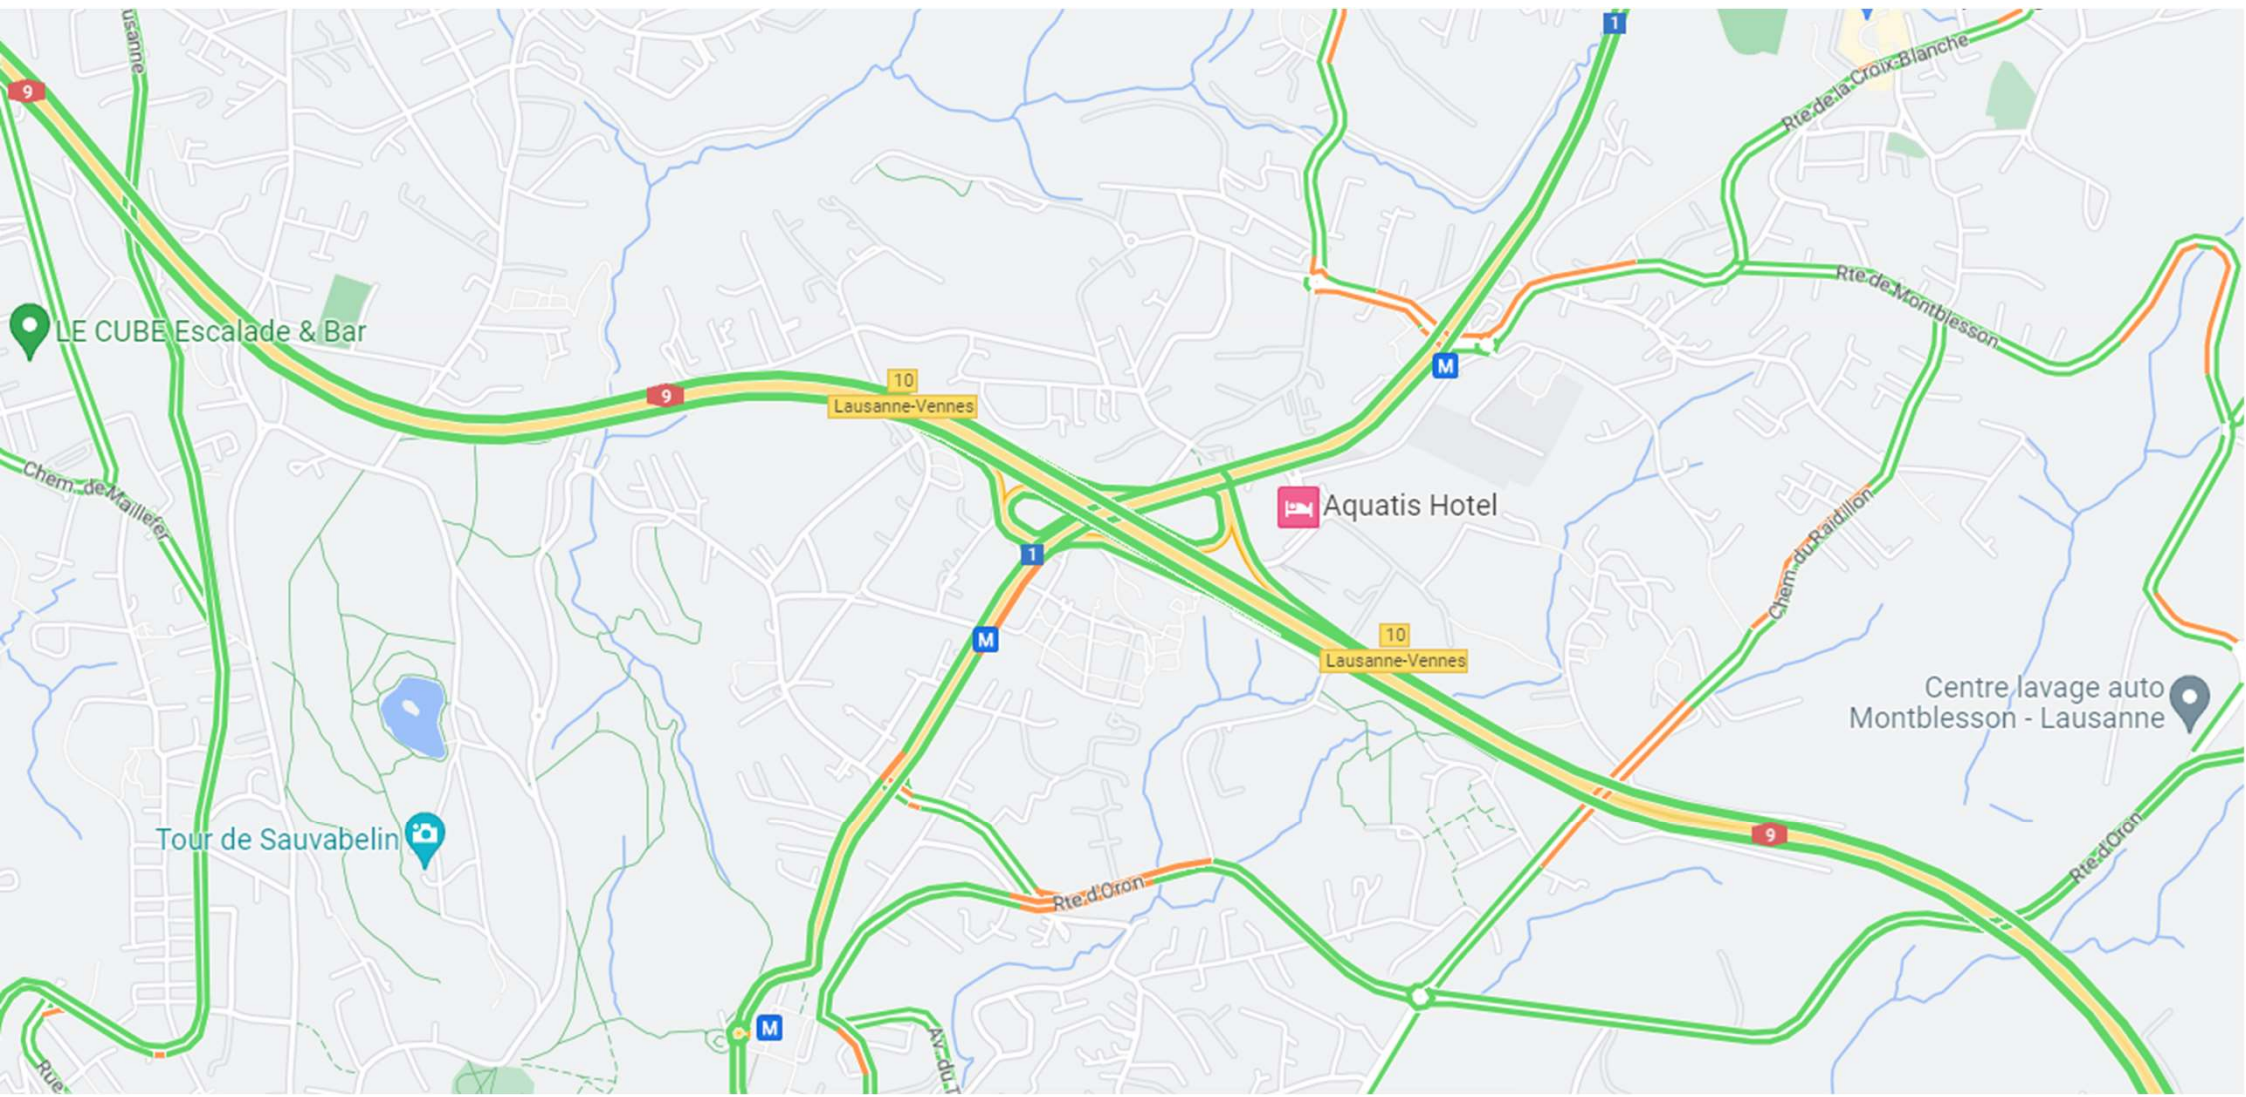 usanne
1
Rte de la Croix-Blanche
9
Rte de Montblesson
LE CUBE Escalade & Bar
M
9
10
Lausanne-Vennes
Chem. de Maillefer
Aquatis Hotel
Chem. du Raidillon
1
M
10
Lausanne-Vennes
Centre lavage auto
Montblesson - Lausanne
Tour de Sauvabelin
9
Rte d'Oron
Rte d'Oron
M
Av. du T
Rue